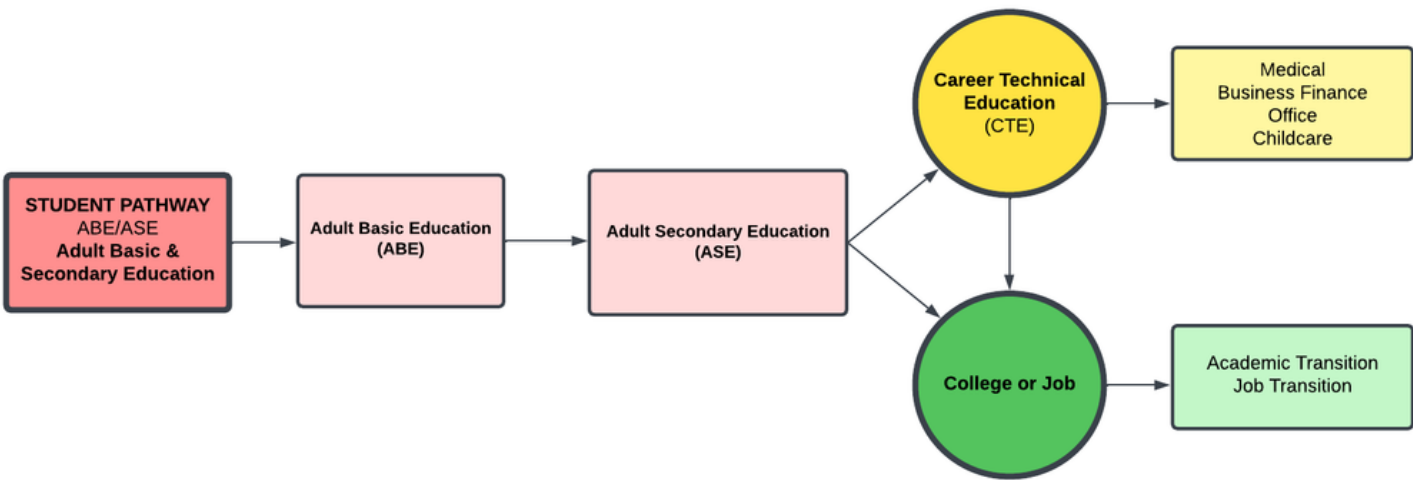 STUDENT PATHWAY
ABE/ASE
Adult Basic &
Secondary Education
Adult Basic Education
(ABE)
Adult Secondary Education
(ASE)
Career Technical
Education
(CTE)
Medical
Business Finance
Office
Childcare
College or Job
Academic Transition
Job Transition